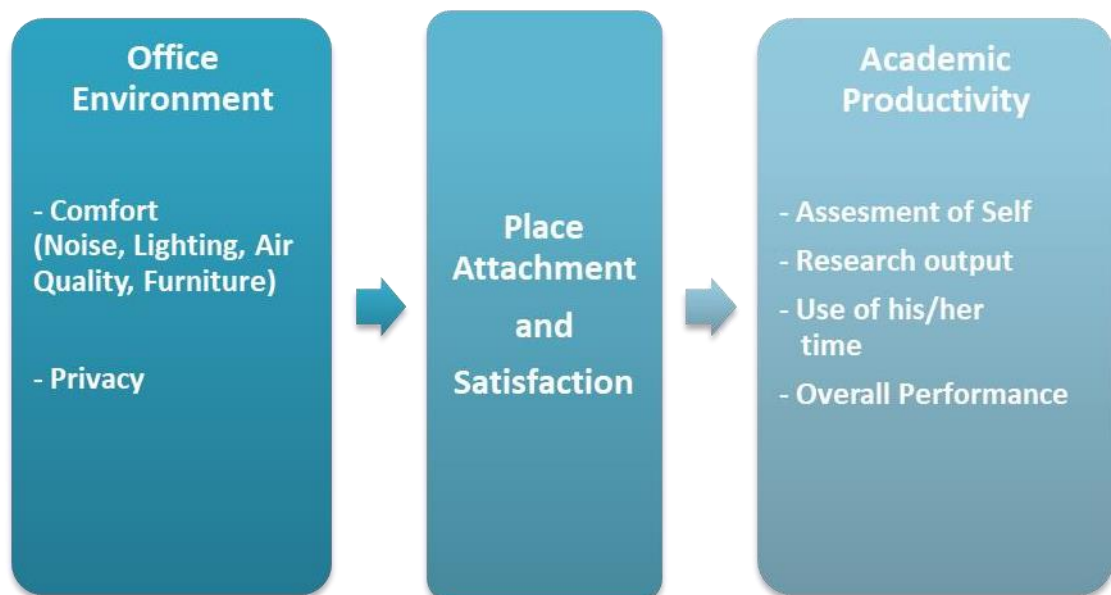 Office
Environment
- Comfort
(Noise, Lighting, Air
Quality, Furniture)
- Privacy
Place
Attachment
and
Satisfaction
Academic
Productivity
- Assesment of Self
- Research output
- Use of his/her
time
- Overall Performance